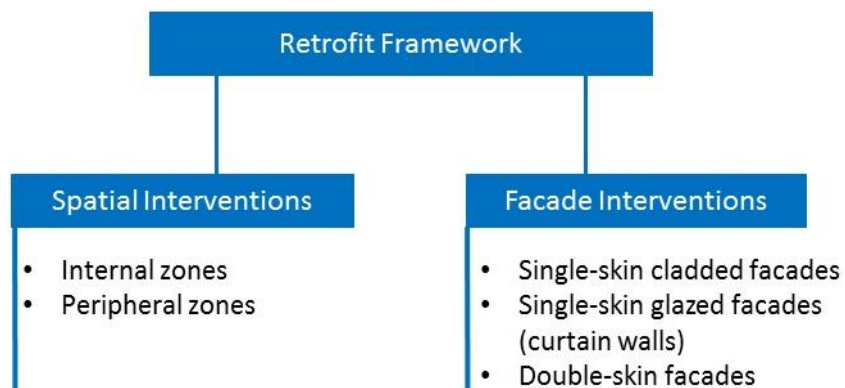 Retrofit Framework
Spatial Interventions
• Internal zones
• Peripheral zones
Facade Interventions
• Single-skin cladded facades
• Single-skin glazed facades
(curtain walls)
• Double-skin facades